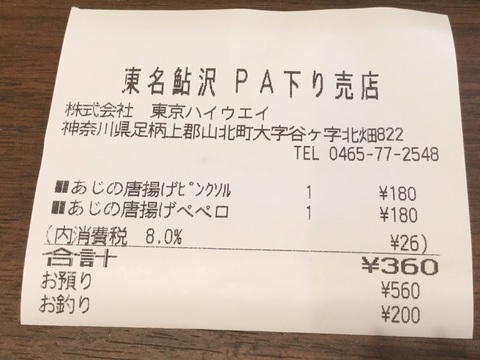 東名鮎沢 PA下り売店
株式会社 東京ハイウエイ
神奈川県足柄上郡山北町大字谷ヶ字北畑822
TEL 0465-77-2548
あじの唐揚げﾋﾟﾝｸｿﾙ 1 ¥180
あじの唐揚げペペロ 1 ¥180
(内消費税 8.0% ¥26)
合計 ¥360
お預り ¥560
お釣り ¥200